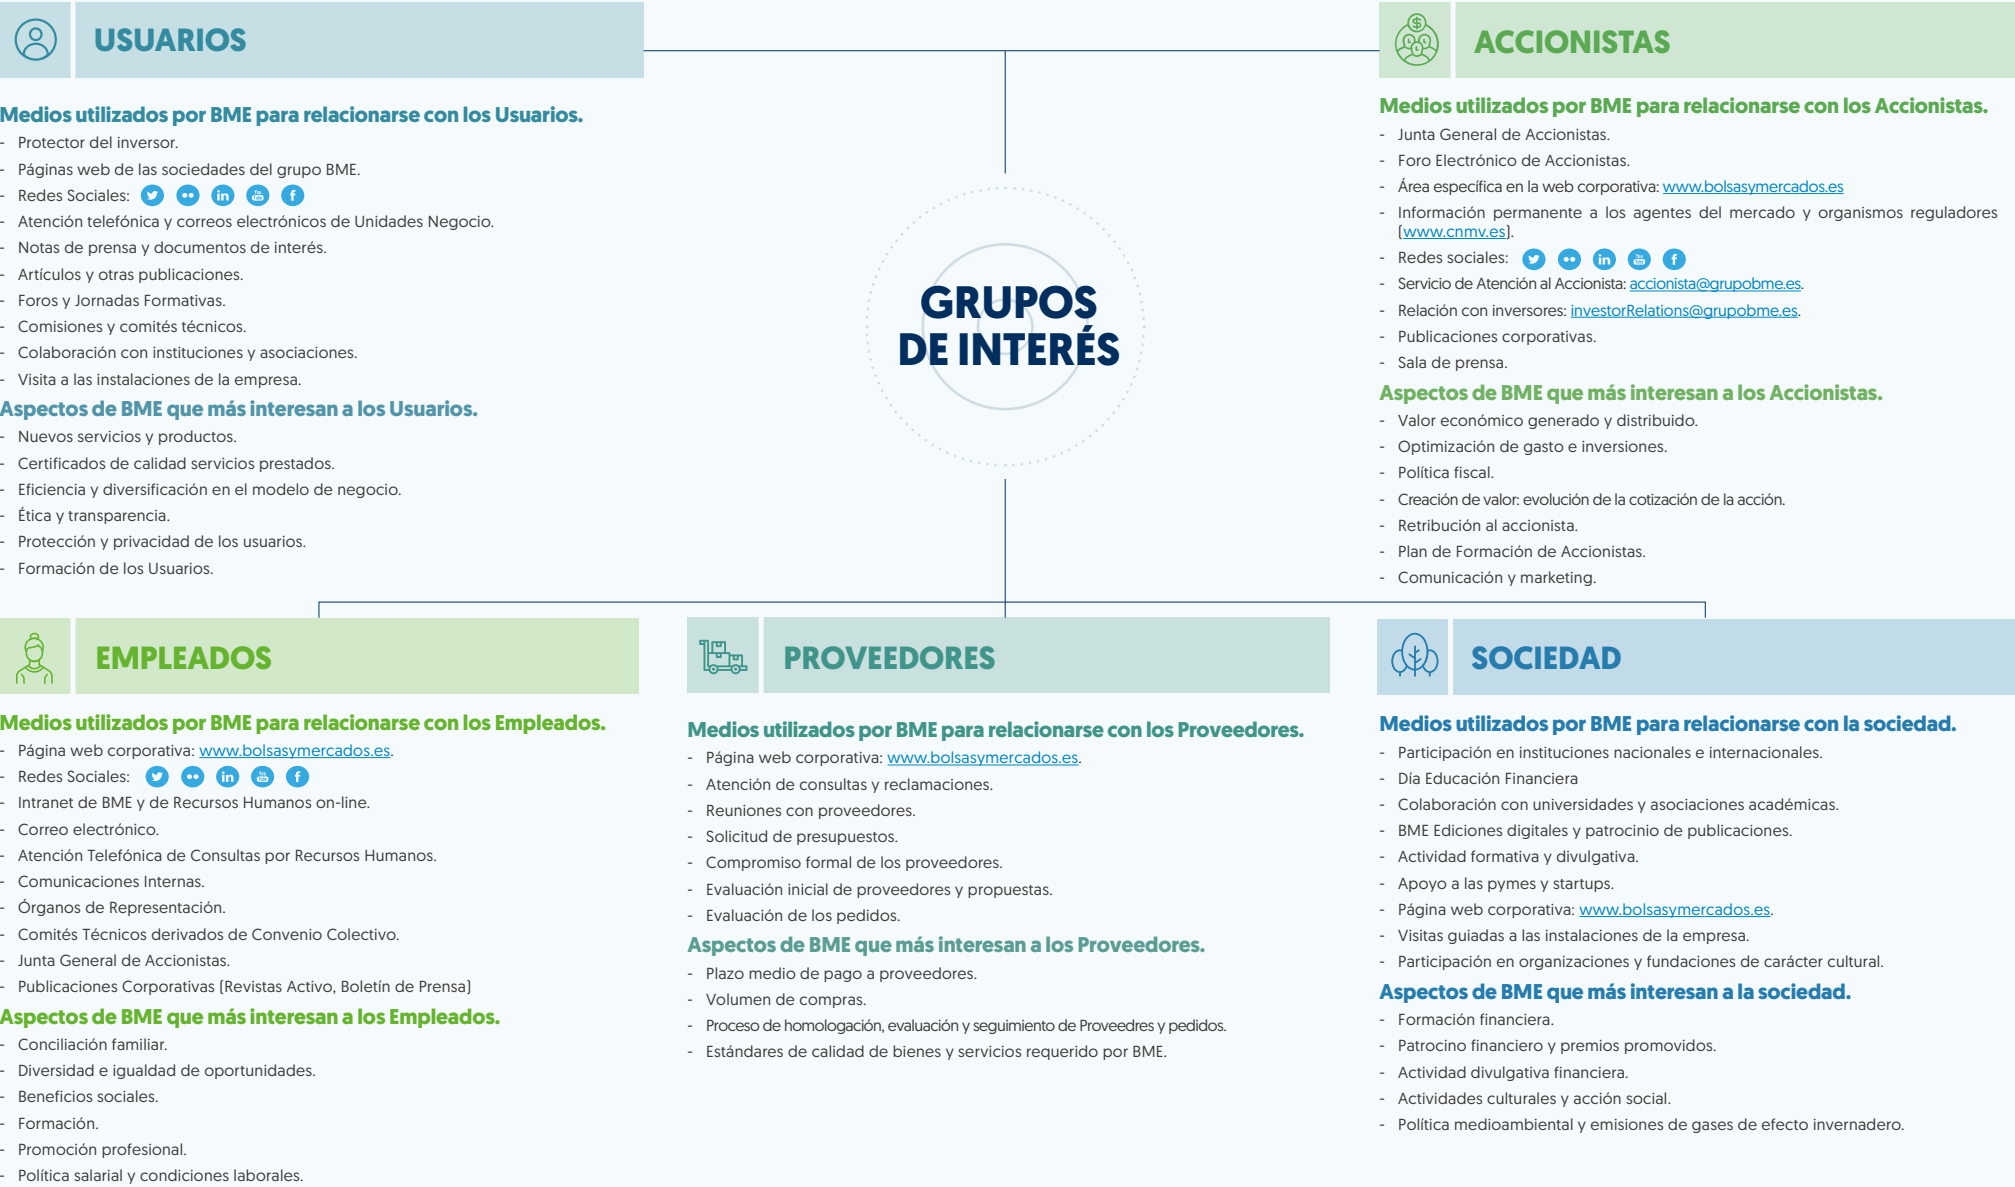 USUARIOS
Medios utilizados por BME para relacionarse con los Usuarios.
- Protector del inversor.
- Páginas web de las sociedades del grupo BME.
- Redes Sociales:
- Atención telefónica y correos electrónicos de Unidades Negocio.
- Notas de prensa y documentos de interés.
- Artículos y otras publicaciones.
- Foros y Jornadas Formativas.
- Comisiones y comités técnicos.
- Colaboración con instituciones y asociaciones.
- Visita a las instalaciones de la empresa.
Aspectos de BME que más interesan a los Usuarios.
- Nuevos servicios y productos.
- Certificados de calidad servicios prestados.
- Eficiencia y diversificación en el modelo de negocio.
- Ética y transparencia.
- Protección y privacidad de los usuarios.
- Formación de los Usuarios.
GRUPOS
DE INTERÉS
ACCIONISTAS
Medios utilizados por BME para relacionarse con los Accionistas.
- Junta General de Accionistas.
- Foro Electrónico de Accionistas.
- Área específica en la web corporativa: www.bolsasymercados.es
- Información permanente a los agentes del mercado y organismos reguladores
(www.cnmv.es).
- Redes sociales:
- Servicio de Atención al Accionista: accionista@grupobme.es.
- Relación con inversores: investorRelations@grupobme.es.
- Publicaciones corporativas.
- Sala de prensa.
Aspectos de BME que más interesan a los Accionistas.
- Valor económico generado y distribuido.
- Optimización de gasto e inversiones.
- Política fiscal.
- Creación de valor: evolución de la cotización de la acción.
- Retribución al accionista.
- Plan de Formación de Accionistas.
- Comunicación y marketing.
EMPLEADOS
Medios utilizados por BME para relacionarse con los Empleados.
- Página web corporativa: www.bolsasymercados.es.
- Redes Sociales:
- Intranet de BME y de Recursos Humanos on-line.
- Correo electrónico.
- Atención Telefónica de Consultas por Recursos Humanos.
- Comunicaciones Internas.
- Órganos de Representación.
- Comités Técnicos derivados de Convenio Colectivo.
- Junta General de Accionistas.
- Publicaciones Corporativas (Revistas Activo, Boletín de Prensa)
Aspectos de BME que más interesan a los Empleados.
- Conciliación familiar.
- Diversidad e igualdad de oportunidades.
- Beneficios sociales.
- Formación.
- Promoción profesional.
- Política salarial y condiciones laborales.
PROVEEDORES
Medios utilizados por BME para relacionarse con los Proveedores.
- Página web corporativa: www.bolsasymercados.es.
- Atención de consultas y reclamaciones.
- Reuniones con proveedores.
- Solicitud de presupuestos.
- Compromiso formal de los proveedores.
- Evaluación inicial de proveedores y propuestas.
- Evaluación de los pedidos.
Aspectos de BME que más interesan a los Proveedores.
- Plazo medio de pago a proveedores.
- Volumen de compras.
- Proceso de homologación, evaluación y seguimiento de Proveedres y pedidos.
- Estándares de calidad de bienes y servicios requerido por BME.
SOCIEDAD
Medios utilizados por BME para relacionarse con la sociedad.
- Participación en instituciones nacionales e internacionales.
- Día Educación Financiera
- Colaboración con universidades y asociaciones académicas.
- BME Ediciones digitales y patrocinio de publicaciones.
- Actividad formativa y divulgativa.
- Apoyo a las pymes y startups.
- Página web corporativa: www.bolsasymercados.es.
- Visitas guiadas a las instalaciones de la empresa.
- Participación en organizaciones y fundaciones de carácter cultural.
Aspectos de BME que más interesan a la sociedad.
- Formación financiera.
- Patrocino financiero y premios promovidos.
- Actividad divulgativa financiera.
- Actividades culturales y acción social.
- Política medioambiental y emisiones de gases de efecto invernadero.